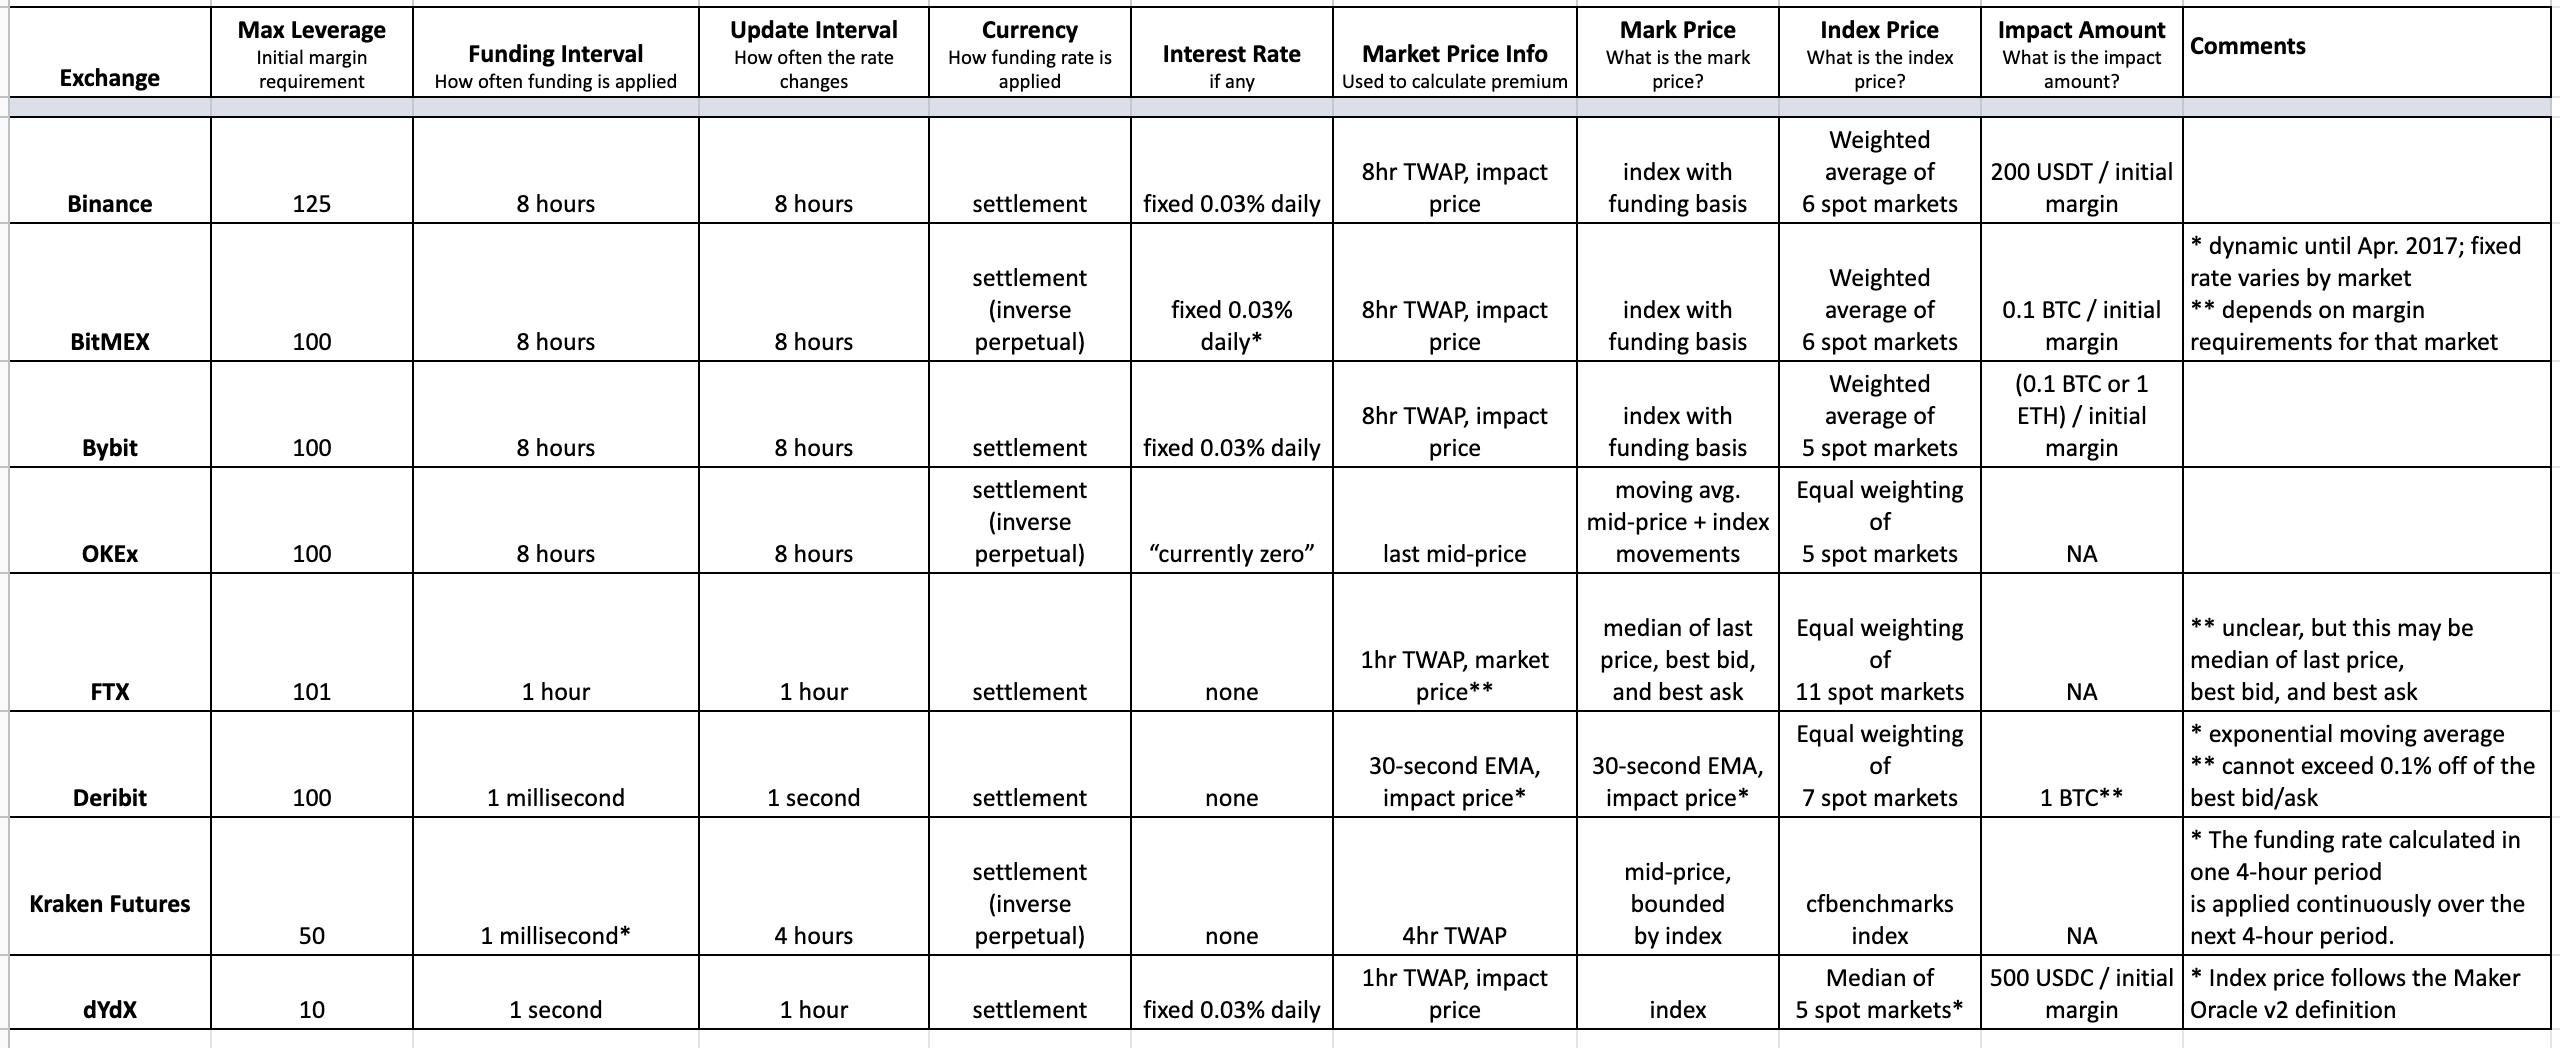 Exchange
Max Leverage
Initial margin
requirement
Funding Interval
How often funding is applied
Update Interval
How often the rate
changes
Currency
How funding rate is
applied
Interest Rate
if any
Market Price Info
Used to calculate premium
Mark Price
What is the mark
price?
Index Price
What is the index
price?
Impact Amount
What is the impact
amount?
Comments
Binance
125
8 hours
8 hours
settlement
fixed 0.03% daily
8hr TWAP, impact
price
index with
funding basis
Weighted
average of
6 spot markets
200 USDT / initial
margin
BitMEX
100
8 hours
8 hours
settlement
(inverse
perpetual)
fixed 0.03%
daily*
8hr TWAP, impact
price
index with
funding basis
Weighted
average of
6 spot markets
0.1 BTC / initial
margin
* dynamic until Apr. 2017; fixed
rate varies by market
** depends on margin
requirements for that market
Bybit
100
8 hours
8 hours
settlement
fixed 0.03% daily
8hr TWAP, impact
price
index with
funding basis
Weighted
average of
5 spot markets
(0.1 BTC or 1
ETH) / initial
margin
OKEx
100
8 hours
8 hours
settlement
(inverse
perpetual)
“currently zero”
last mid-price
moving avg.
mid-price + index
movements
Equal weighting
of
5 spot markets
NA
FTX
101
1 hour
1 hour
settlement
none
1hr TWAP, market
price**
median of last
price, best bid,
and best ask
Equal weighting
of
11 spot markets
NA
** unclear, but this may be
median of last price,
best bid, and best ask
Deribit
100
1 millisecond
1 second
settlement
none
30-second EMA,
impact price*
30-second EMA,
impact price*
Equal weighting
of
7 spot markets
1 BTC**
* exponential moving average
** cannot exceed 0.1% off of the
best bid/ask
Kraken Futures
50
1 millisecond*
4 hours
settlement
(inverse
perpetual)
none
4hr TWAP
mid-price,
bounded
by index
cfbenchmarks
index
NA
* The funding rate calculated in
one 4-hour period
is applied continuously over the
next 4-hour period.
dYdX
10
1 second
1 hour
settlement
fixed 0.03% daily
1hr TWAP, impact
price
index
Median of
5 spot markets*
500 USDC / initial
margin
* Index price follows the Maker
Oracle v2 definition